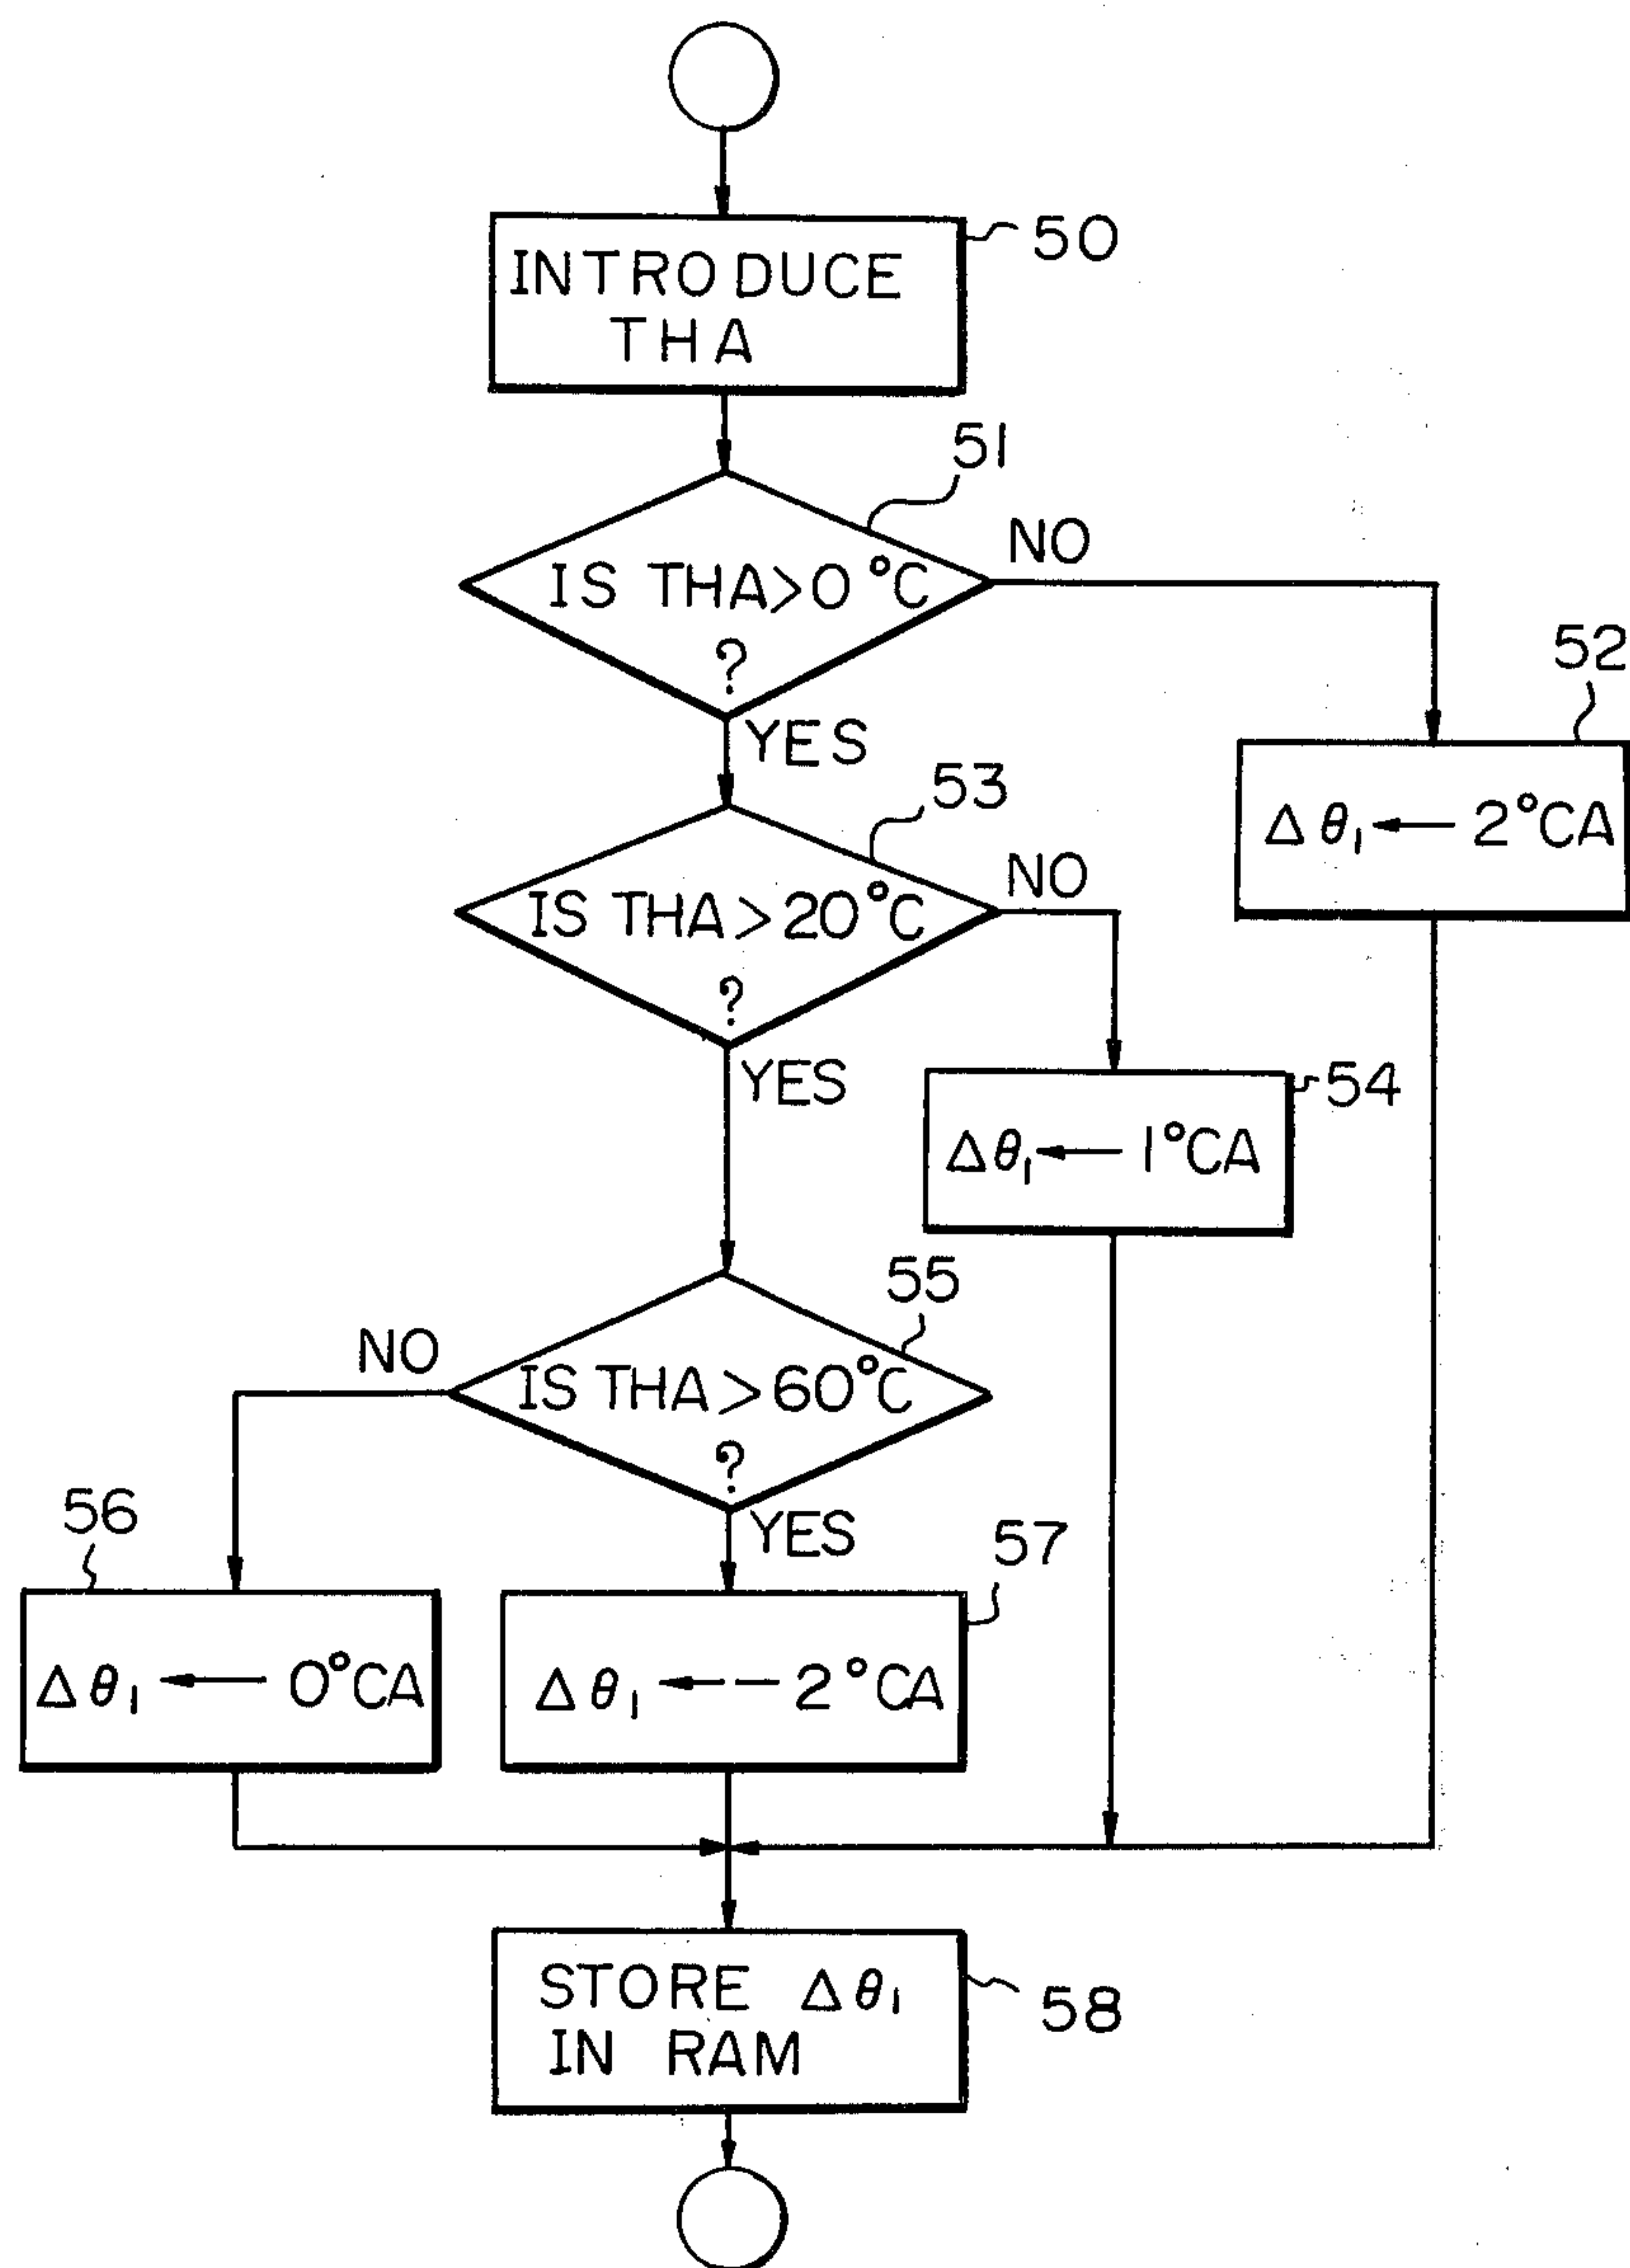 50
INTRODUCE
THA
51
IS THA>0°C
?
NO
YES
52
Δθ₁ ← 2°CA
53
IS THA>20°C
?
NO
YES
54
Δθ₁ ← 1°CA
55
IS THA>60°C
?
NO
YES
56
Δθ₁ ← 0°CA
57
Δθ₁ ← −2°CA
STORE Δθ₁
IN RAM
58